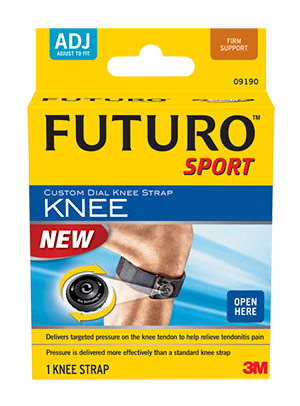 ADJ
ADJUST TO FIT
FIRM
SUPPORT
09190
FUTURO
FUTURO™
SPORT
CUSTOM DIAL KNEE STRAP
KNEE
NEW
OPEN
HERE
Delivers targeted pressure on the knee tendon to help relieve tendonitis pain
Pressure is delivered more effectively than a standard knee strap
1 KNEE STRAP
3M